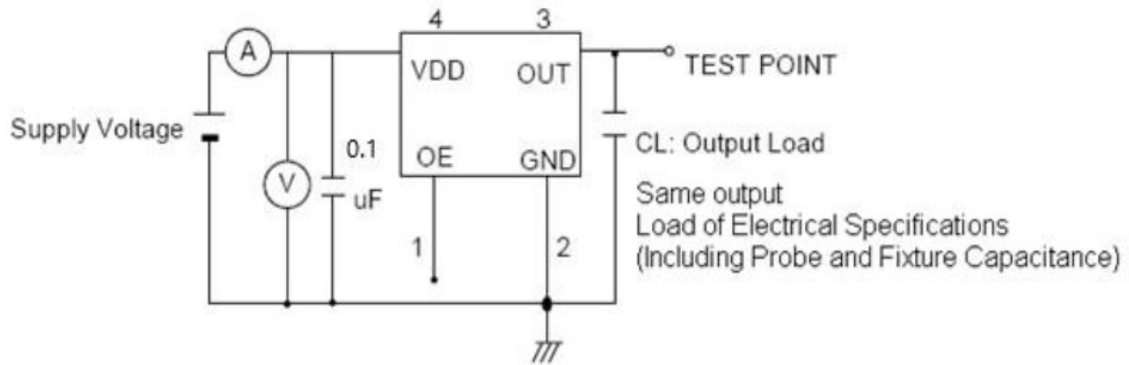 4
3
A
VDD
OUT
TEST POINT
Supply Voltage
0.1
uF
V
OE
GND
CL: Output Load
Same output
Load of Electrical Specifications
(Including Probe and Fixture Capacitance)
1
2